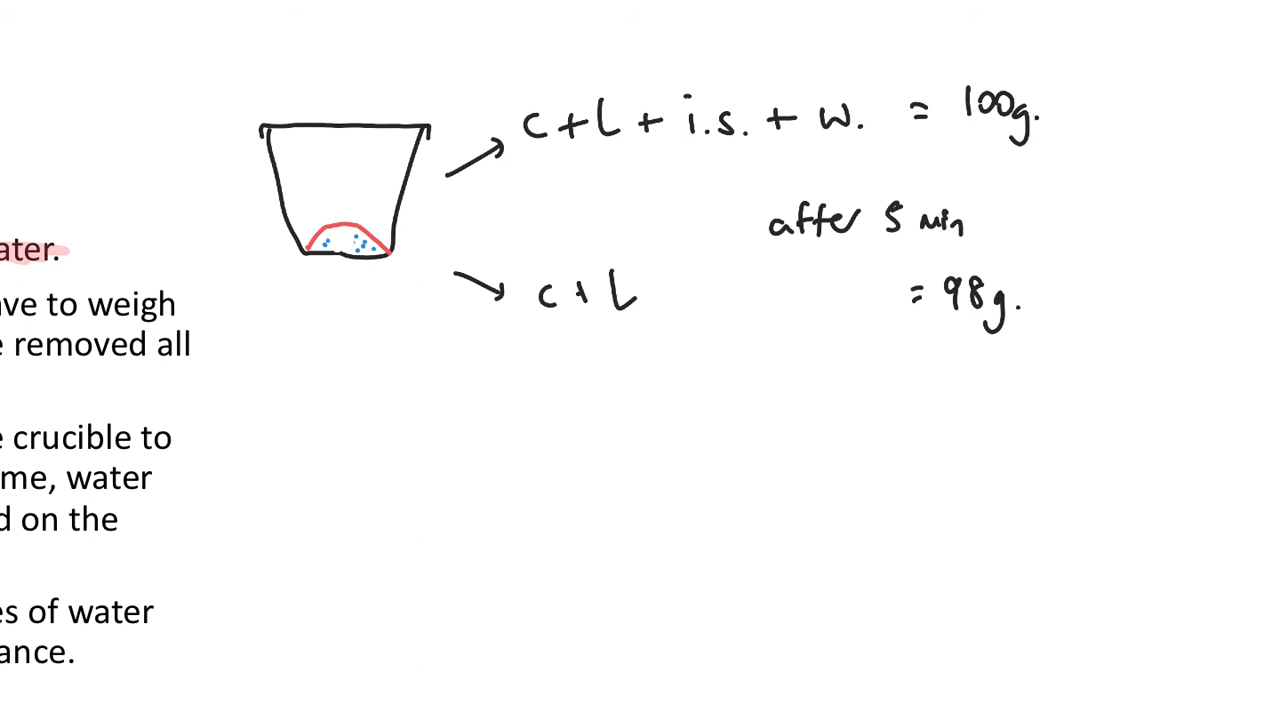 C + L + i.s. + w. = 100g.
after 5 min
C + L = 98g.
ater.
ave to weigh
e removed all
e crucible to
me, water
d on the
es of water
ance.